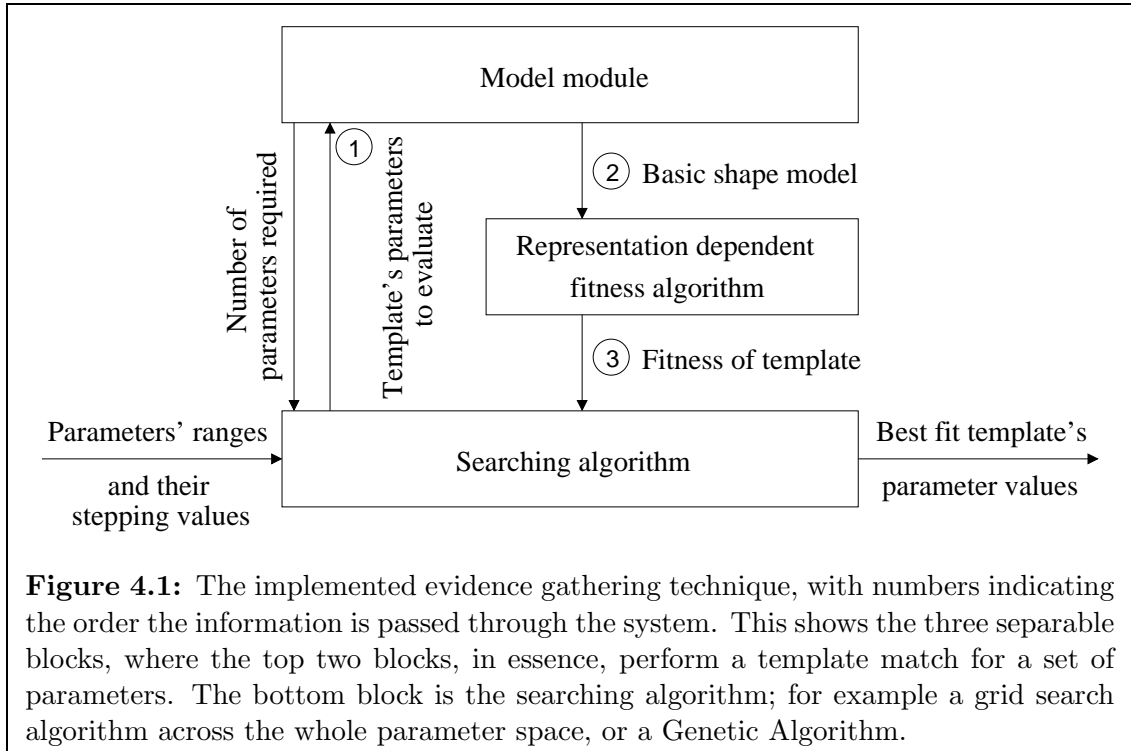 Model module
1
Number of
parameters required
Template's parameters
to evaluate
2 Basic shape model
Representation dependent
fitness algorithm
3 Fitness of template
Parameters' ranges
and their
stepping values
Searching algorithm
Best fit template's
parameter values
Figure 4.1: The implemented evidence gathering technique, with numbers indicating
the order the information is passed through the system. This shows the three separable
blocks, where the top two blocks, in essence, perform a template match for a set of
parameters. The bottom block is the searching algorithm; for example a grid search
algorithm across the whole parameter space, or a Genetic Algorithm.